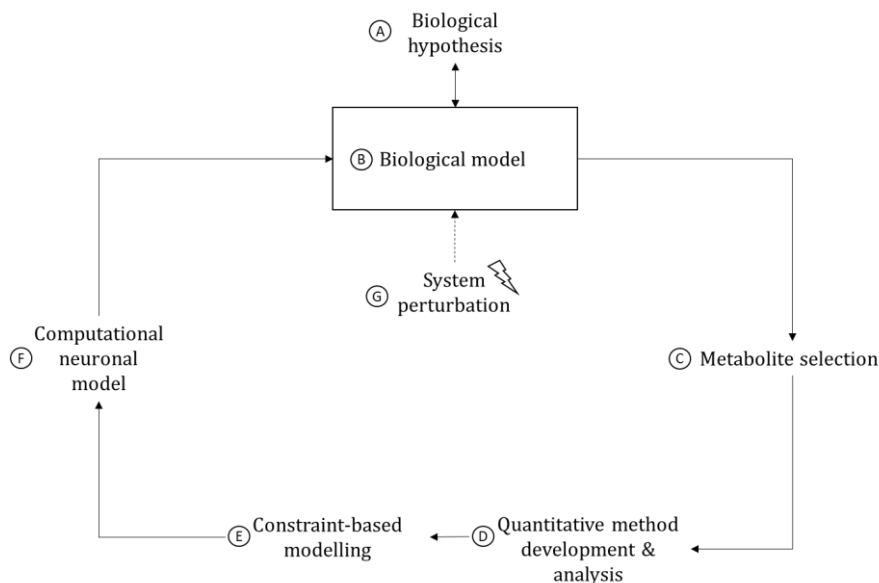 A Biological
hypothesis
B Biological model
G System
perturbation
C Metabolite selection
F Computational
neuronal
model
E Constraint-based
modelling
D Quantitative method
development &
analysis